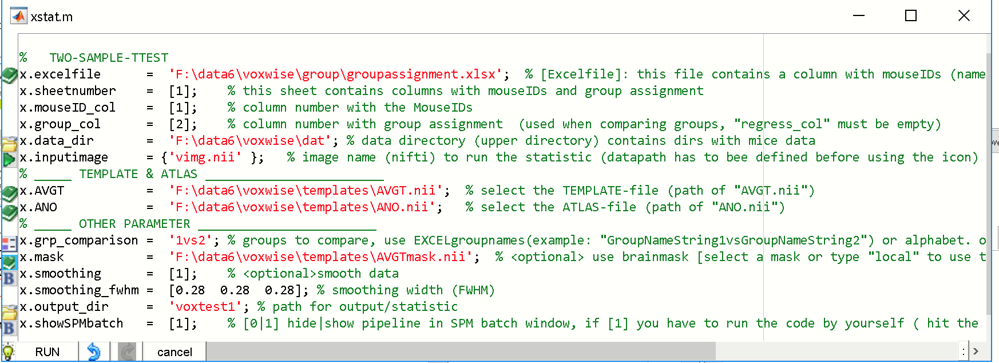 xstat.m
%   TWO-SAMPLE-TTEST
x.excelfile      =  'F:\data6\voxwise\group\groupassignment.xlsx';  % [Excelfile]: this file contains a column with mouseIDs (name
x.sheetnumber    =  [1];    % this sheet contains columns with mouseIDs and group assignment
x.mouseID_col    =  [1];    % column number with the MouseIDs
x.group_col      =  [2];    % column number with group assignment  (used when comparing groups, "regress_col" must be empty)
x.data_dir       =  'F:\data6\voxwise\dat'; % data directory (upper directory) contains dirs with mice data
x.inputimage     = {'vimg.nii' };   % image name (nifti) to run the statistic (datapath has to bee defined before using the icon)
% _____ TEMPLATE & ATLAS ________________________
x.AVGT           =  'F:\data6\voxwise\templates\AVGT.nii';  % select the TEMPLATE-file (path of "AVGT.nii")
x.ANO            =  'F:\data6\voxwise\templates\ANO.nii';   % select the ATLAS-file (path of "ANO.nii")
% _____ OTHER PARAMETER ________________________
x.grp_comparison =  '1vs2'; % groups to compare, use EXCELgroupnames(example: "GroupNameString1vsGroupNameString2") or alphabet. o
x.mask           =  'F:\data6\voxwise\templates\AVGTmask.nii';  % <optional> use brainmask [select a mask or type "local" to use t
x.smoothing      =  [1];    % <optional>smooth data
x.smoothing_fwhm =  [0.28  0.28  0.28]; % smoothing width (FWHM)
x.output_dir     =  'voxtest1'; % path for output/statistic
x.showSPMbatch   =  [1];    % [0|1] hide|show pipeline in SPM batch window, if [1] you have to run the code by yourself ( hit the
RUN cancel :